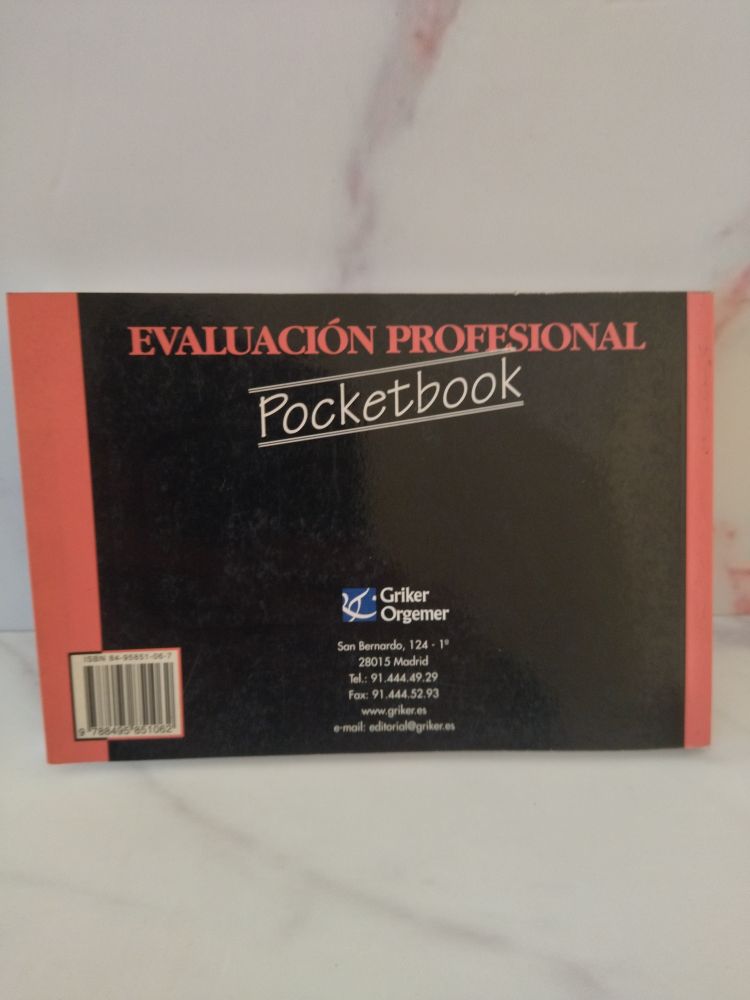 EVALUACIÓN PROFESIONAL
Pocketbook
Griker
Orgemer
San Bernardo, 124 - 1º
28015 Madrid
Tel.: 91.444.49.29
Fax: 91.444.52.93
www.griker.es
e-mail: editorial@griker.es
ISBN 84-95851-06-7
9 788495 851062